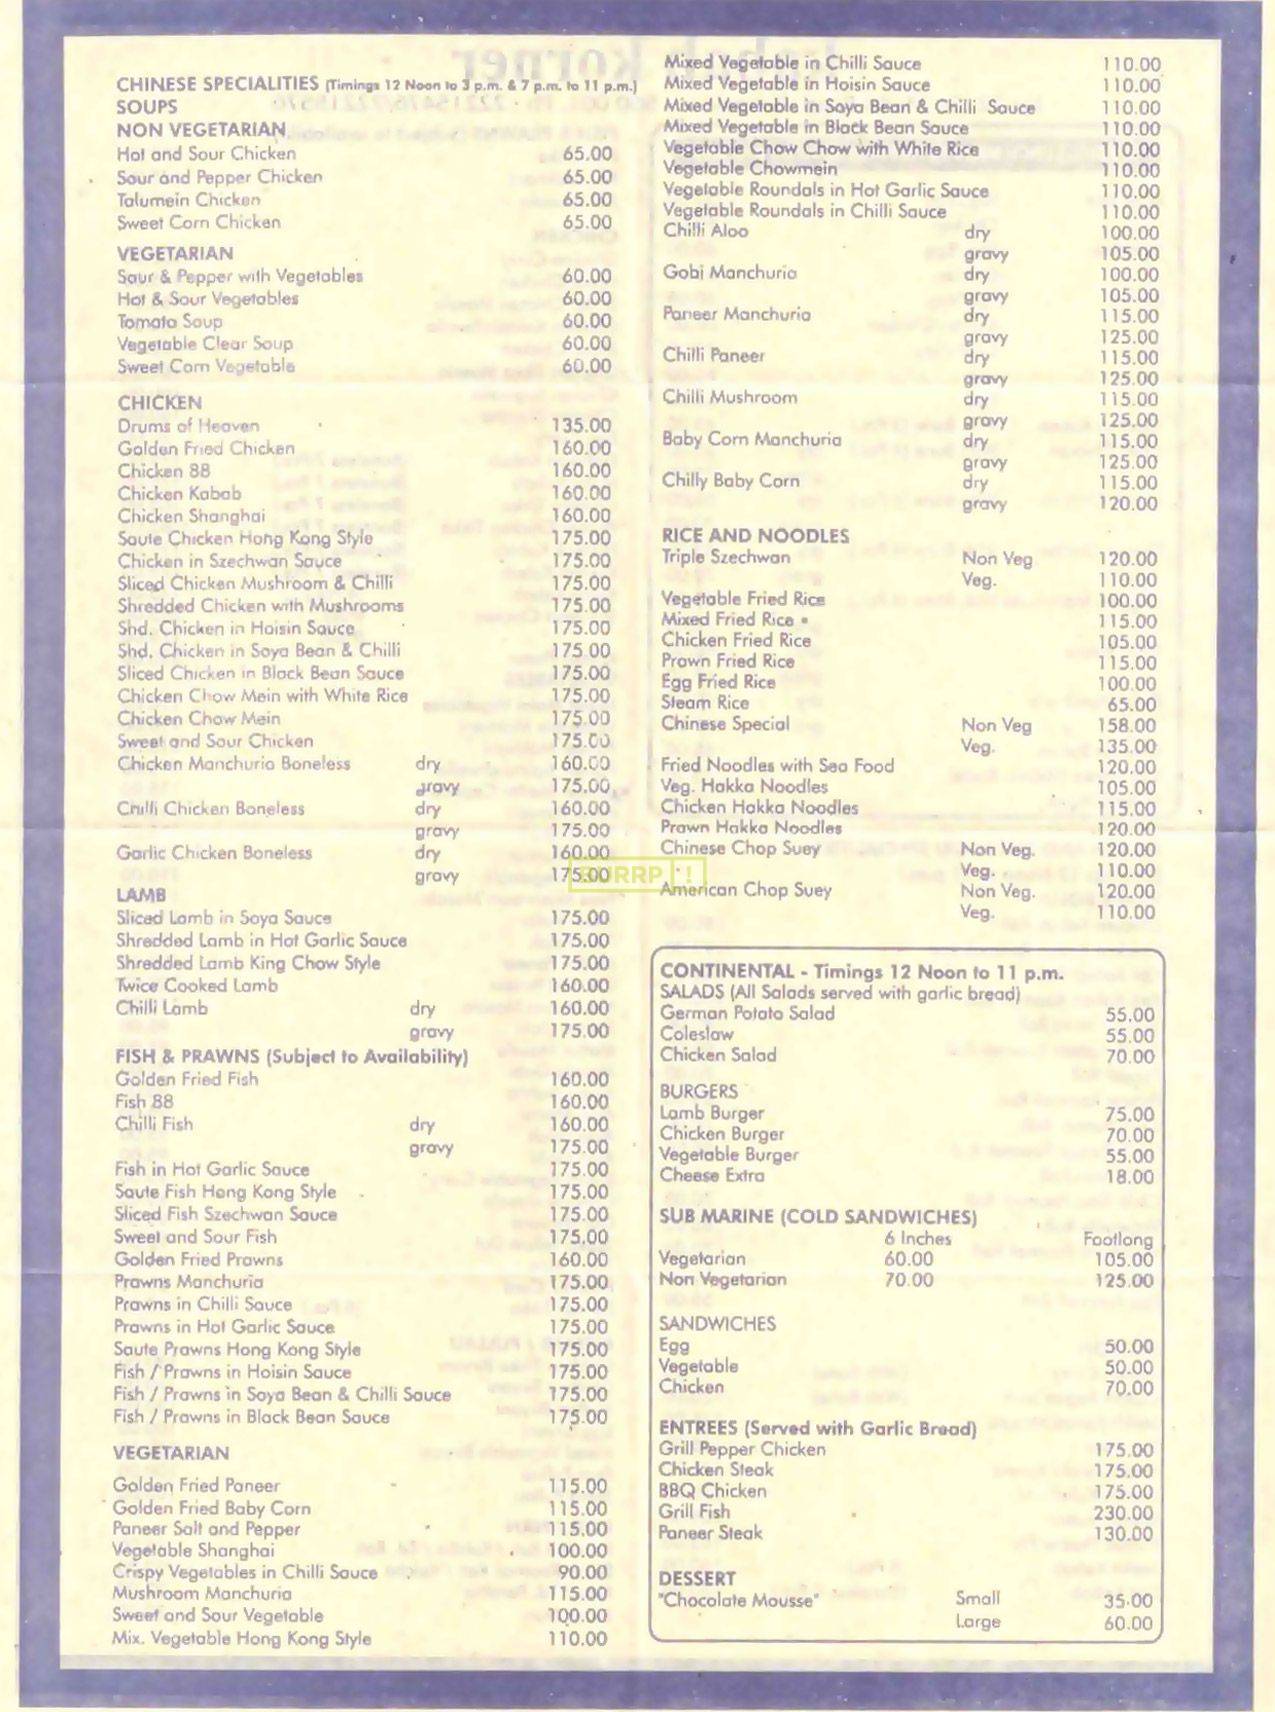 CHINESE SPECIALITIES (Timings 12 Noon to 3 p.m. & 7 p.m. to 11 p.m.)
SOUPS
NON VEGETARIAN
Hot and Sour Chicken 65.00
Sour and Pepper Chicken 65.00
Talumein Chicken 65.00
Sweet Corn Chicken 65.00
VEGETARIAN
Sour & Pepper with Vegetables 60.00
Hot & Sour Vegetables 60.00
Tomato Soup 60.00
Vegetable Clear Soup 60.00
Sweet Corn Vegetable 60.00
CHICKEN
Drums of Heaven 135.00
Golden Fried Chicken 160.00
Chicken 88 160.00
Chicken Kabab 160.00
Chicken Shanghai 160.00
Saute Chicken Hong Kong Style 175.00
Chicken in Szechwan Sauce 175.00
Sliced Chicken Mushroom & Chilli 175.00
Shredded Chicken with Mushrooms 175.00
Shd. Chicken in Hoisin Sauce 175.00
Shd. Chicken in Soya Bean & Chilli 175.00
Sliced Chicken in Black Bean Sauce 175.00
Chicken Chow Mein with White Rice 175.00
Chicken Chow Mein 175.00
Sweet and Sour Chicken 175.00
Chicken Manchuria Boneless dry 160.00
gravy 175.00
Chilli Chicken Boneless dry 160.00
gravy 175.00
Garlic Chicken Boneless dry 160.00
gravy 175.00
LAMB
Sliced Lamb in Soya Sauce 175.00
Shredded Lamb in Hot Garlic Sauce 175.00
Shredded Lamb King Chow Style 175.00
Twice Cooked Lamb 160.00
Chilli Lamb dry 160.00
gravy 175.00
FISH & PRAWNS (Subject to Availability)
Golden Fried Fish 160.00
Fish 88 160.00
Chilli Fish dry 160.00
gravy 175.00
Fish in Hot Garlic Sauce 175.00
Saute Fish Hong Kong Style 175.00
Sliced Fish Szechwan Sauce 175.00
Sweet and Sour Fish 175.00
Golden Fried Prawns 160.00
Prawns Manchuria 175.00
Prawns in Chilli Sauce 175.00
Prawns in Hot Garlic Sauce 175.00
Saute Prawns Hong Kong Style 175.00
Fish / Prawns in Hoisin Sauce 175.00
Fish / Prawns in Soya Bean & Chilli Sauce 175.00
Fish / Prawns in Black Bean Sauce 175.00
VEGETARIAN
Golden Fried Paneer 115.00
Golden Fried Baby Corn 115.00
Paneer Salt and Pepper 115.00
Vegetable Shanghai 100.00
Crispy Vegetables in Chilli Sauce 90.00
Mushroom Manchuria 115.00
Sweet and Sour Vegetable 100.00
Mix. Vegetable Hong Kong Style 110.00
Mixed Vegetable in Chilli Sauce 110.00
Mixed Vegetable in Hoisin Sauce 110.00
Mixed Vegetable in Soya Bean & Chilli Sauce 110.00
Mixed Vegetable in Black Bean Sauce 110.00
Vegetable Chow Chow with White Rice 110.00
Vegetable Chowmein 110.00
Vegetable Roundals in Hot Garlic Sauce 110.00
Vegetable Roundals in Chilli Sauce 110.00
Chilli Aloo dry 100.00
gravy 105.00
Gobi Manchuria dry 100.00
gravy 105.00
Paneer Manchuria dry 115.00
gravy 125.00
Chilli Paneer dry 115.00
gravy 125.00
Chilli Mushroom dry 115.00
gravy 125.00
Baby Corn Manchuria dry 115.00
gravy 125.00
Chilly Baby Corn dry 115.00
gravy 120.00
RICE AND NOODLES
Triple Szechwan Non Veg 120.00
Veg. 110.00
Vegetable Fried Rice 100.00
Mixed Fried Rice 115.00
Chicken Fried Rice 105.00
Prawn Fried Rice 115.00
Egg Fried Rice 100.00
Steam Rice 65.00
Chinese Special Non Veg 158.00
Veg. 135.00
Fried Noodles with Sea Food 120.00
Veg. Hakka Noodles 105.00
Chicken Hakka Noodles 115.00
Prawn Hakka Noodles 120.00
Chinese Chop Suey Non Veg. 120.00
Veg. 110.00
American Chop Suey Non Veg. 120.00
Veg. 110.00
BURRP!
CONTINENTAL - Timings 12 Noon to 11 p.m.
SALADS (All Salads served with garlic bread)
German Potato Salad 55.00
Coleslaw 55.00
Chicken Salad 70.00
BURGERS
Lamb Burger 75.00
Chicken Burger 70.00
Vegetable Burger 55.00
Cheese Extra 18.00
SUB MARINE (COLD SANDWICHES)
6 Inches Footlong
Vegetarian 60.00 105.00
Non Vegetarian 70.00 125.00
SANDWICHES
Egg 50.00
Vegetable 50.00
Chicken 70.00
ENTREES (Served with Garlic Bread)
Grill Pepper Chicken 175.00
Chicken Steak 175.00
BBQ Chicken 175.00
Grill Fish 230.00
Paneer Steak 130.00
DESSERT
"Chocolate Mousse" Small 35.00
Large 60.00